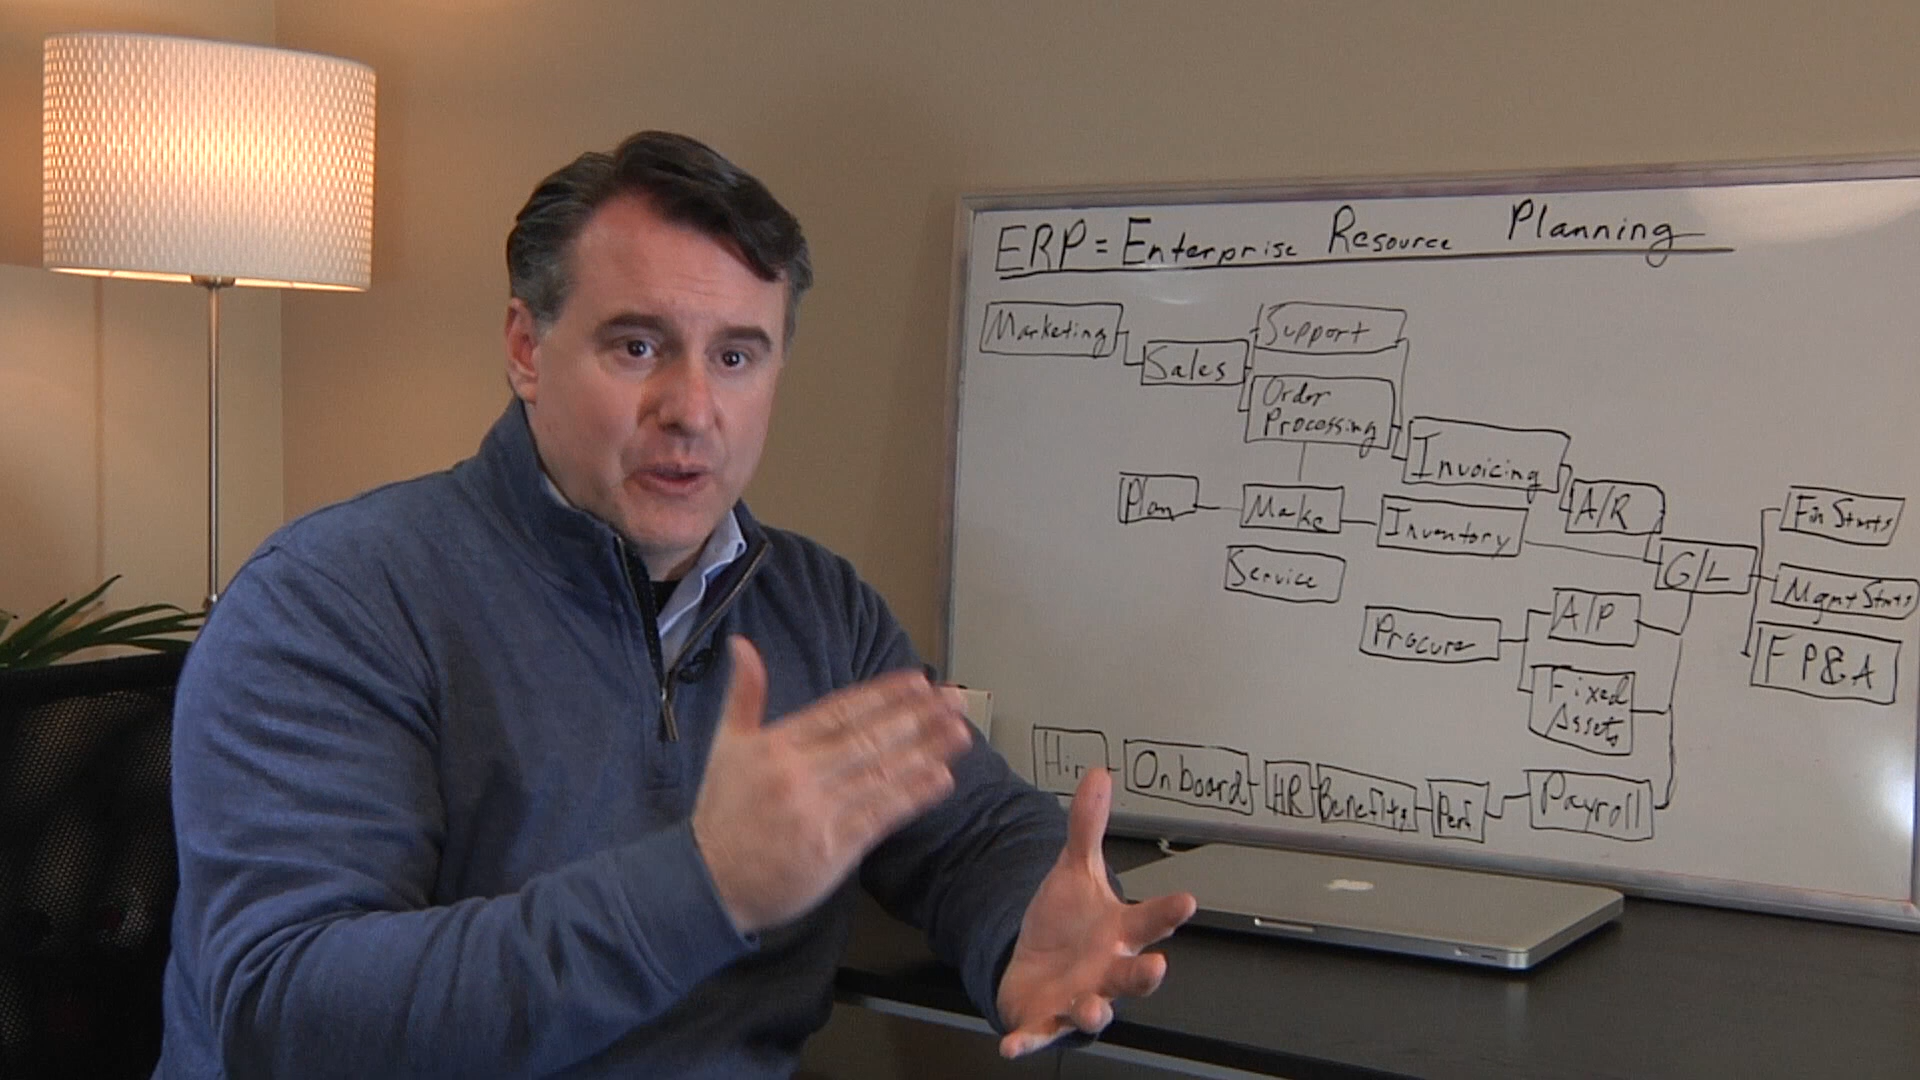 ERP = Enterprise Resource Planning
Marketing
Sales
Support
Order
Processing
Invoicing
A/R
Plan
Make
Inventory
Service
G/L
Fin Stmts
Mgmt Stmts
FP&A
Procure
A/P
Fixed
Assets
Hir
Onboard
HR
Benefits
Perf.
Payroll